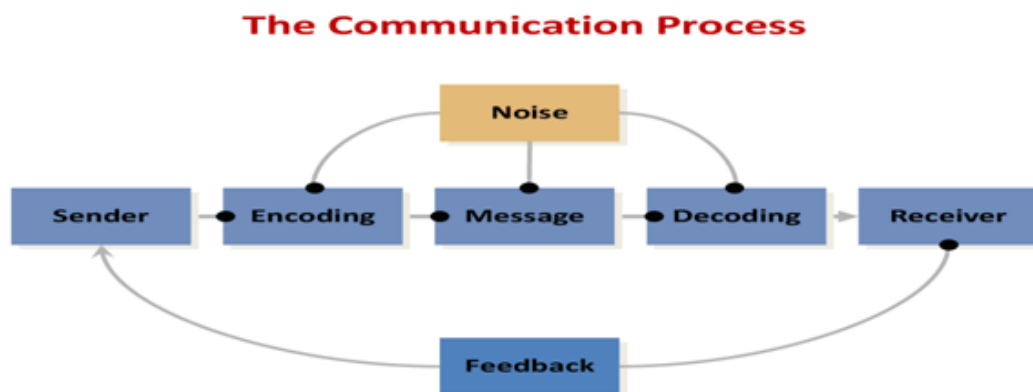 The Communication Process
Noise
Sender
Encoding
Message
Decoding
Receiver
Feedback